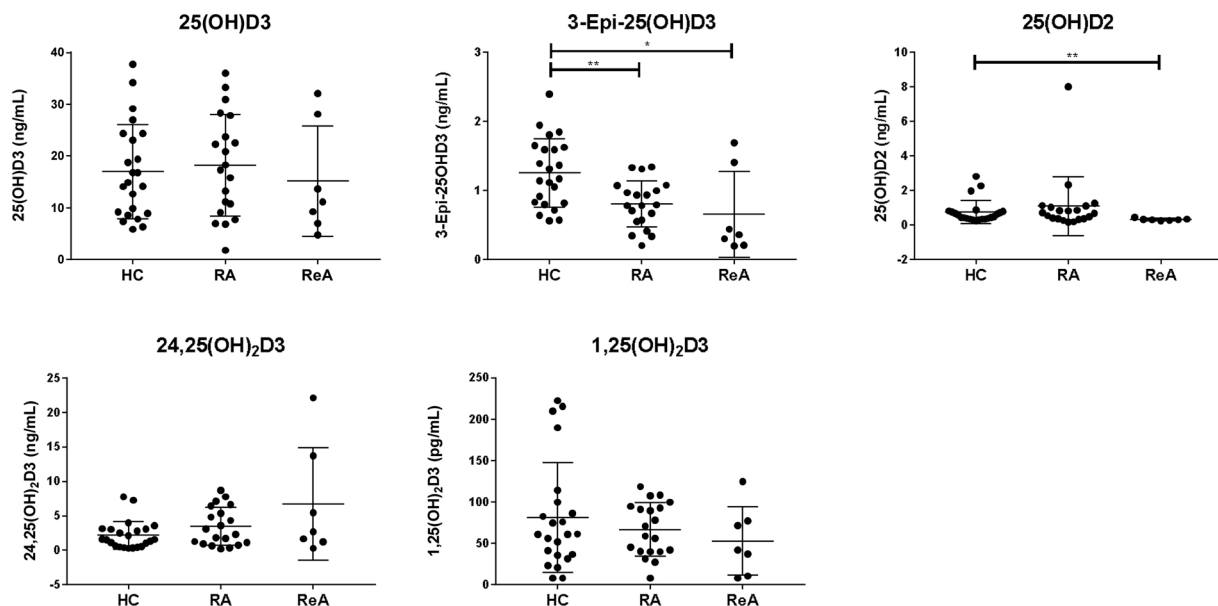 25(OH)D3
3-Epi-25(OH)D3
25(OH)D2
25(OH)D3 (ng/mL)
40
30
20
10
0
HC RA ReA
3-Epi-25OHD3 (ng/mL)
3
2
1
0
*
**
HC RA ReA
25(OH)D2 (ng/mL)
10
8
6
4
2
0
-2
**
HC RA ReA
24,25(OH)₂D3
1,25(OH)₂D3
24,25(OH)₂D3 (ng/mL)
25
20
15
10
5
0
-5
HC RA ReA
1,25(OH)₂D3 (pg/mL)
250
200
150
100
50
0
HC RA ReA